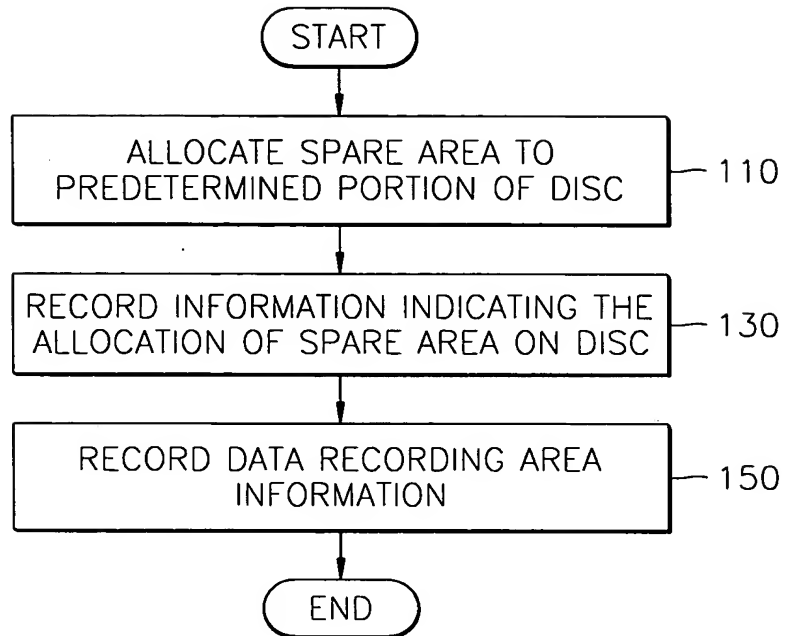 START
ALLOCATE SPARE AREA TO
PREDETERMINED PORTION OF DISC
110
RECORD INFORMATION INDICATING THE
ALLOCATION OF SPARE AREA ON DISC
130
RECORD DATA RECORDING AREA
INFORMATION
150
END